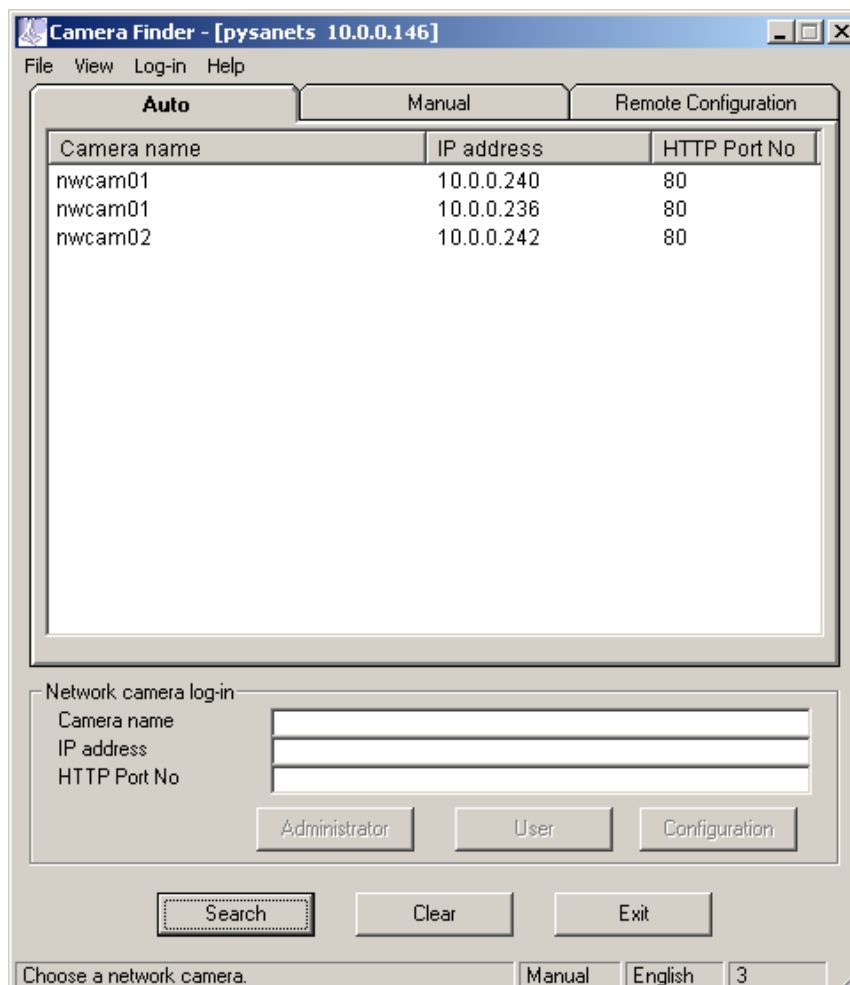 Camera Finder - [pysanets 10.0.0.146]
File View Log-in Help
Auto Manual Remote Configuration
Camera name IP address HTTP Port No
nwcam01 10.0.0.240 80
nwcam01 10.0.0.236 80
nwcam02 10.0.0.242 80
Network camera log-in
Camera name
IP address
HTTP Port No
Administrator User Configuration
Search Clear Exit
Choose a network camera. Manual English 3